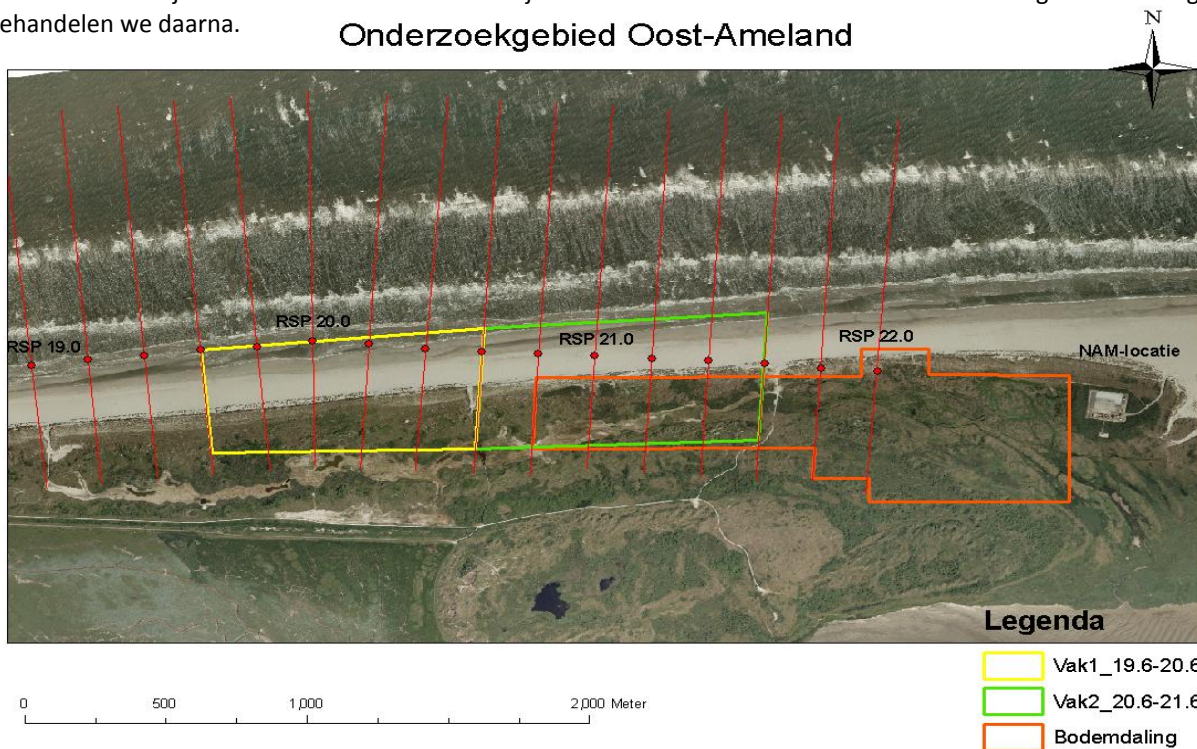 ehandelen we daarna.
Onderzoekgebied Oost-Ameland
N
RSP 19.0
RSP 20.0
RSP 21.0
RSP 22.0
NAM-locatie
Legenda
Vak1_19.6-20.6
Vak2_20.6-21.6
Bodemdaling
0 500 1,000 2,000 Meter